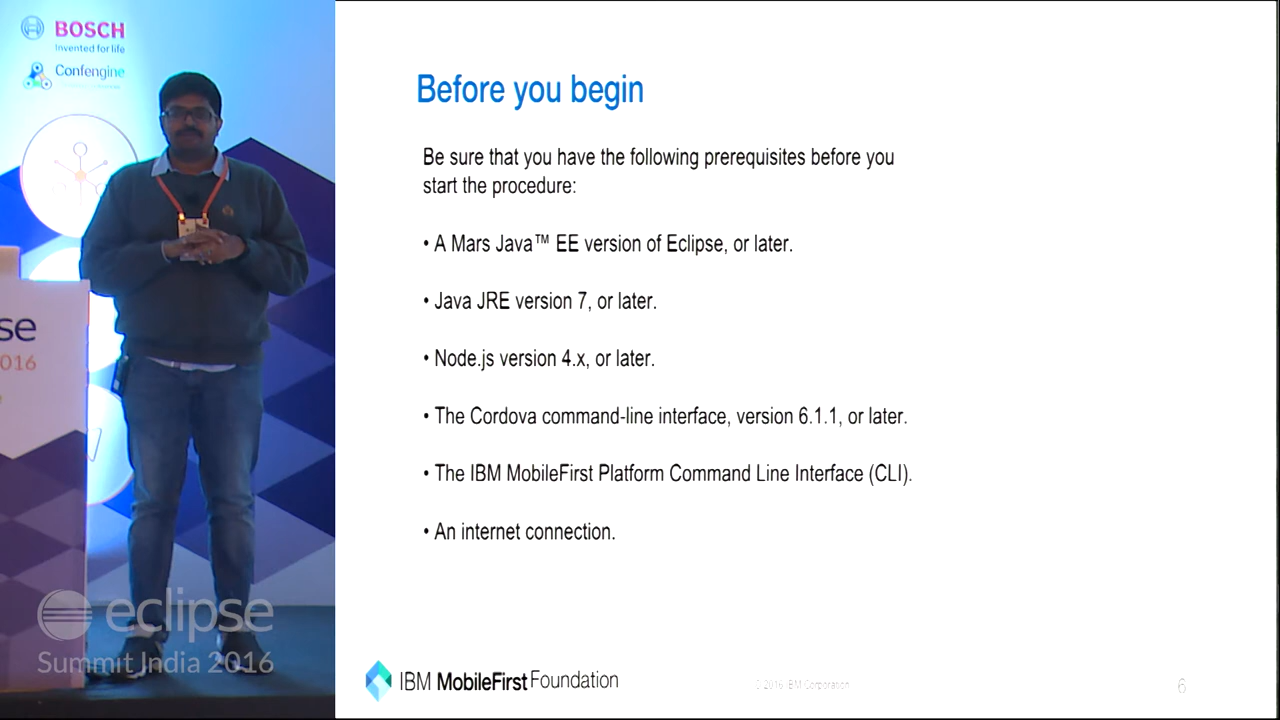 BOSCH
Invented for life
Confengine
se
016
eclipse
Summit India 2016
Before you begin
Be sure that you have the following prerequisites before you
start the procedure:
• A Mars Java™ EE version of Eclipse, or later.
• Java JRE version 7, or later.
• Node.js version 4.x, or later.
• The Cordova command-line interface, version 6.1.1, or later.
• The IBM MobileFirst Platform Command Line Interface (CLI).
• An internet connection.
IBM MobileFirst Foundation
© 2016 IBM Corporation
6